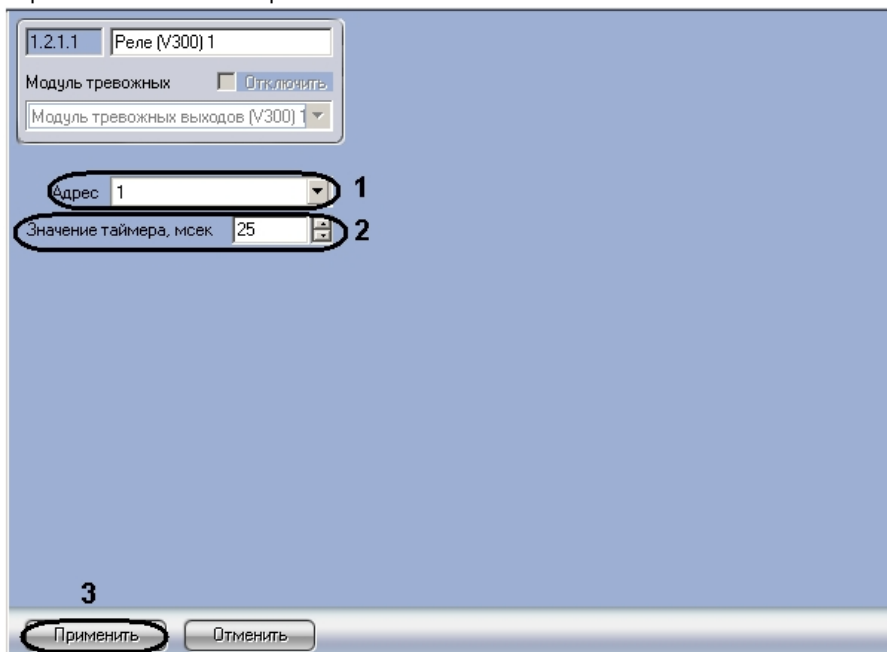 1.2.1.1 Реле (V300) 1
Модуль тревожных Отключить
Модуль тревожных выходов (V300) 1
Адрес 1 1
Значение таймера, мсек 25 2
3
Применить Отменить